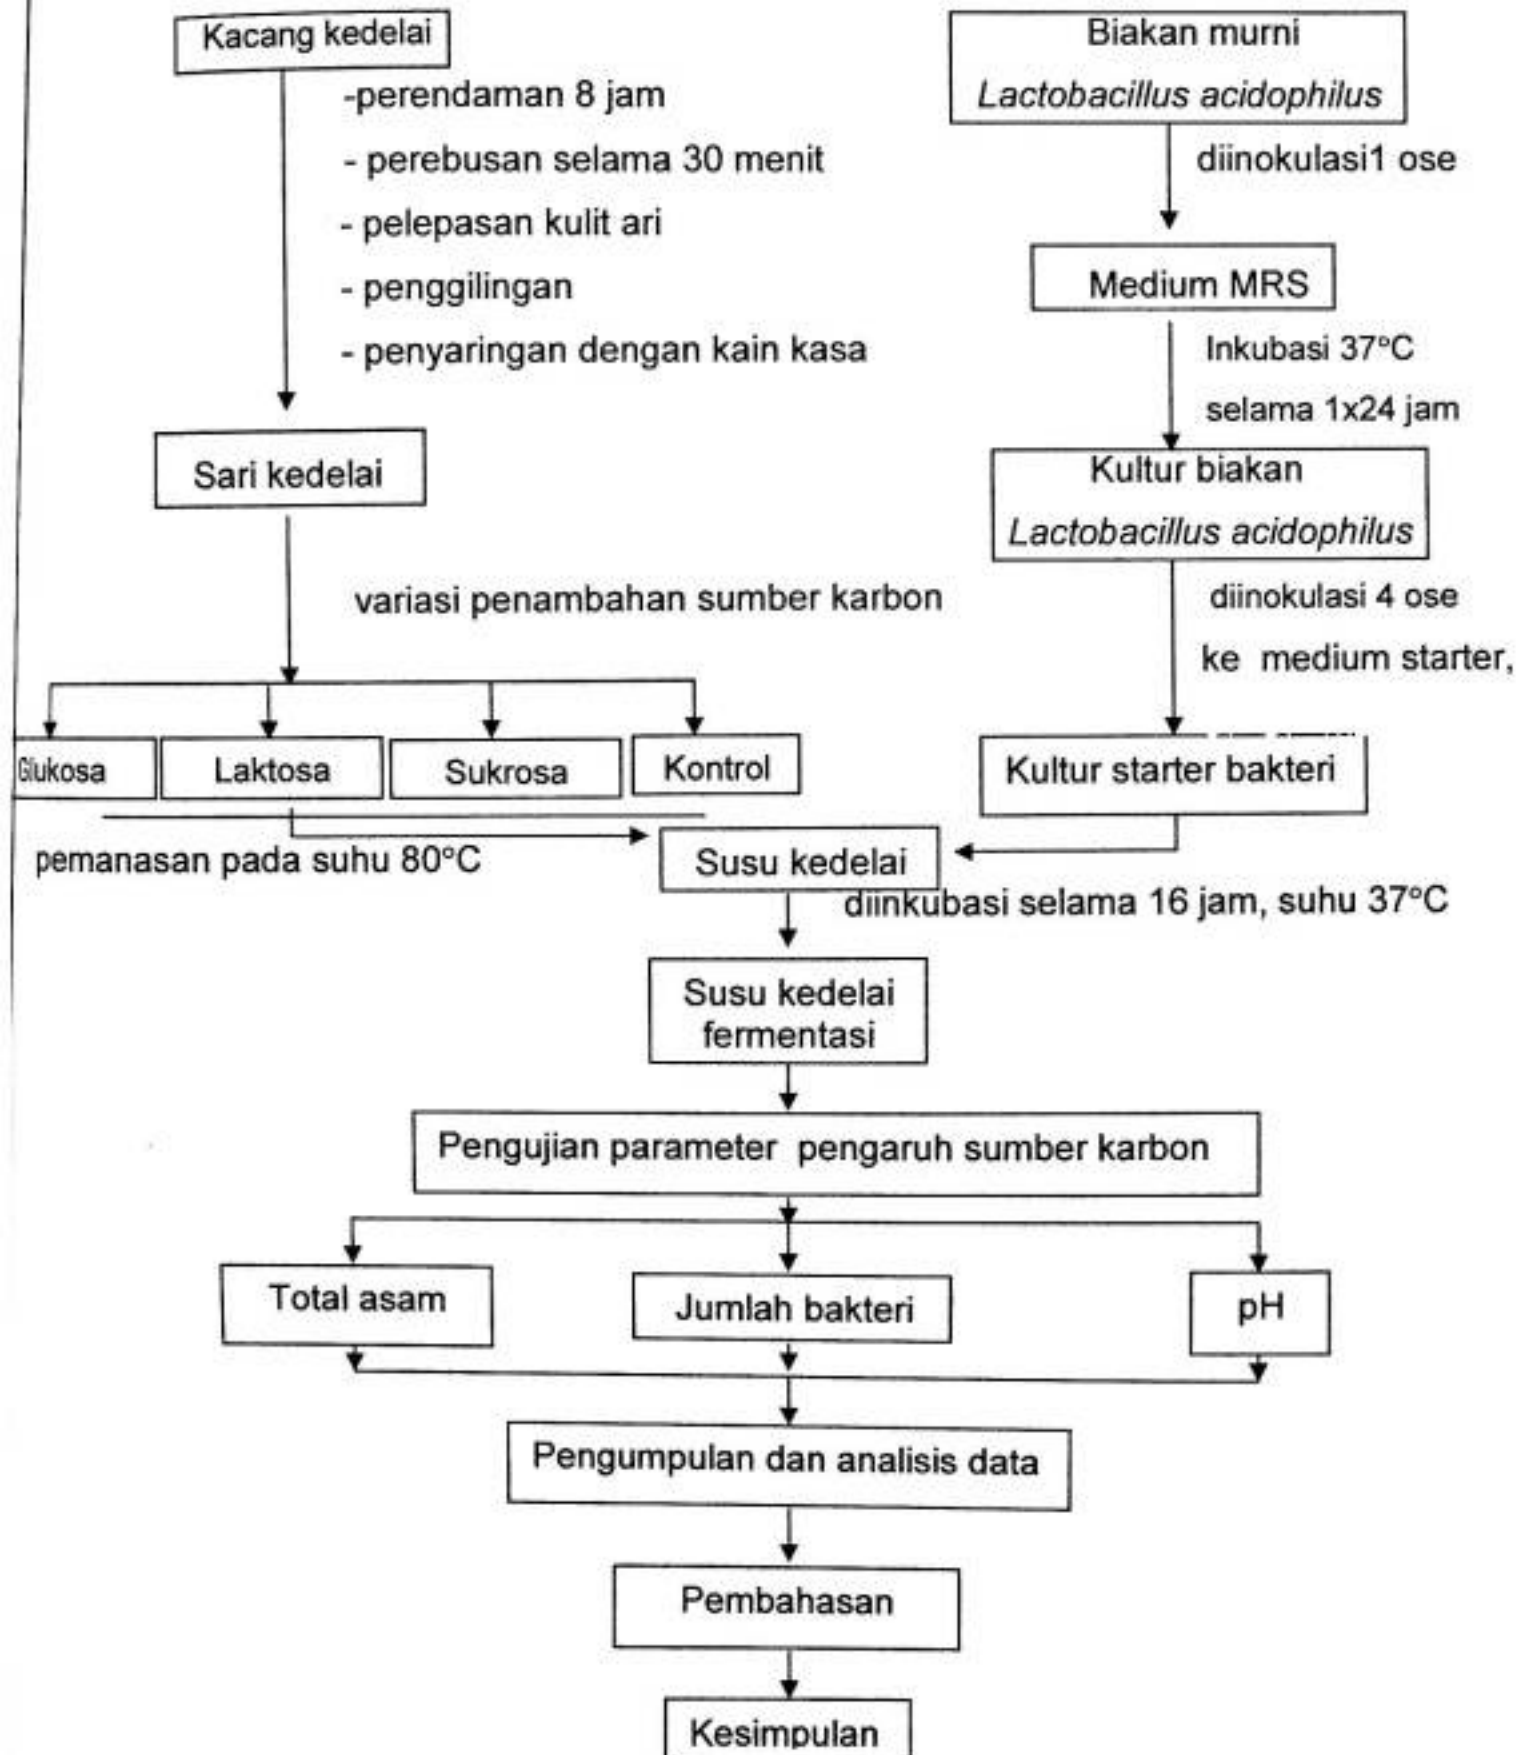 Kacang kedelai
-perendaman 8 jam
- perebusan selama 30 menit
- pelepasan kulit ari
- penggilingan
- penyaringan dengan kain kasa
Sari kedelai
variasi penambahan sumber karbon
Glukosa
Laktosa
Sukrosa
Kontrol
pemanasan pada suhu 80°C
Biakan murni
Lactobacillus acidophilus
diinokulasi1 ose
Medium MRS
Inkubasi 37°C
selama 1x24 jam
Kultur biakan
Lactobacillus acidophilus
diinokulasi 4 ose
ke medium starter,
Kultur starter bakteri
Susu kedelai
diinkubasi selama 16 jam, suhu 37°C
Susu kedelai
fermentasi
Pengujian parameter pengaruh sumber karbon
Total asam
Jumlah bakteri
pH
Pengumpulan dan analisis data
Pembahasan
Kesimpulan